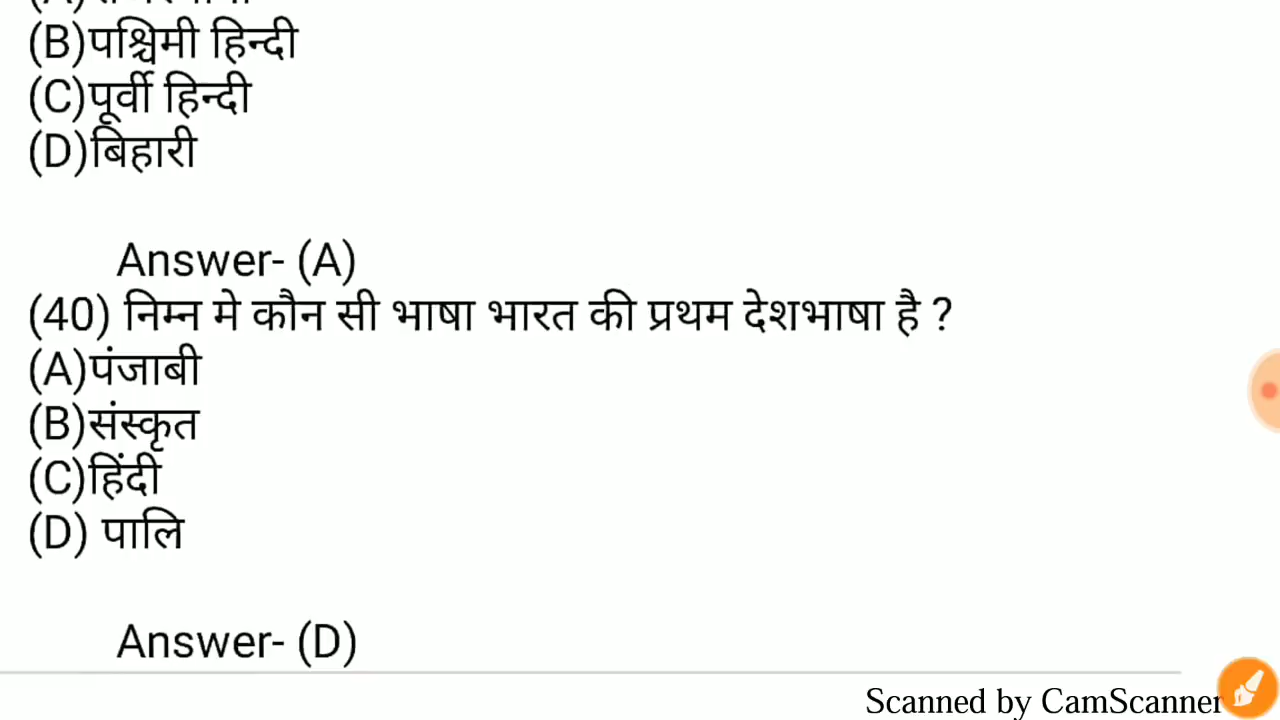 (B)पश्चिमी हिन्दी
(C)पूर्वी हिन्दी
(D)बिहारी
Answer- (A)
(40) निम्न मे कौन सी भाषा भारत की प्रथम देशभाषा है ?
(A)पंजाबी
(B)संस्कृत
(C)हिंदी
(D) पालि
Answer- (D)
Scanned by CamScanner